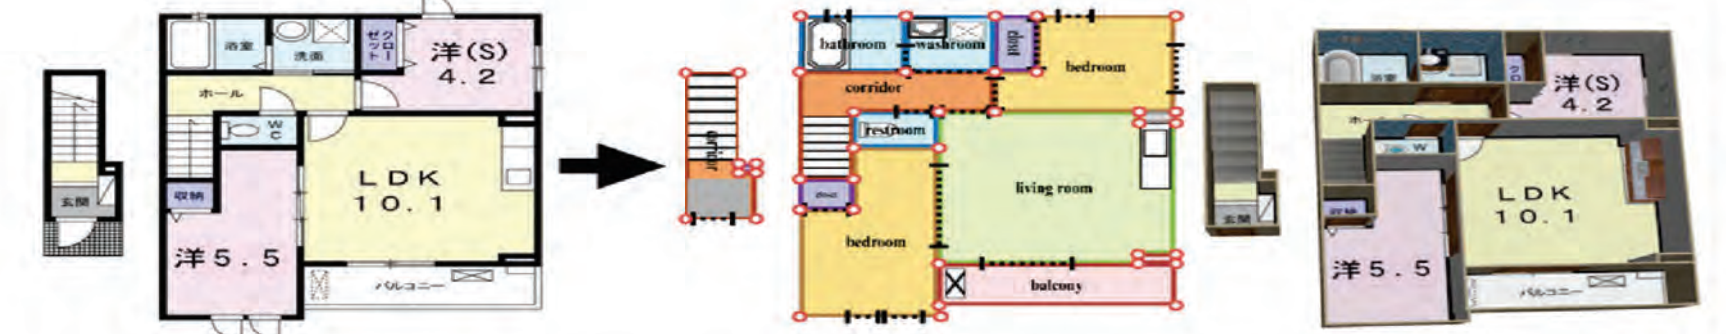 浴室
洗面
クローゼット
洋(S)
4.2
ホール
WC
LDK
10.1
収納
玄関
洋5.5
バルコニー
bathroom
washroom
closet
bedroom
corridor
restroom
corridor
living room
closet
bedroom
balcony
浴室
クロ
洋(S)
4.2
ホー
W
LDK
10.1
収納
玄関
洋5.5
バルコニー